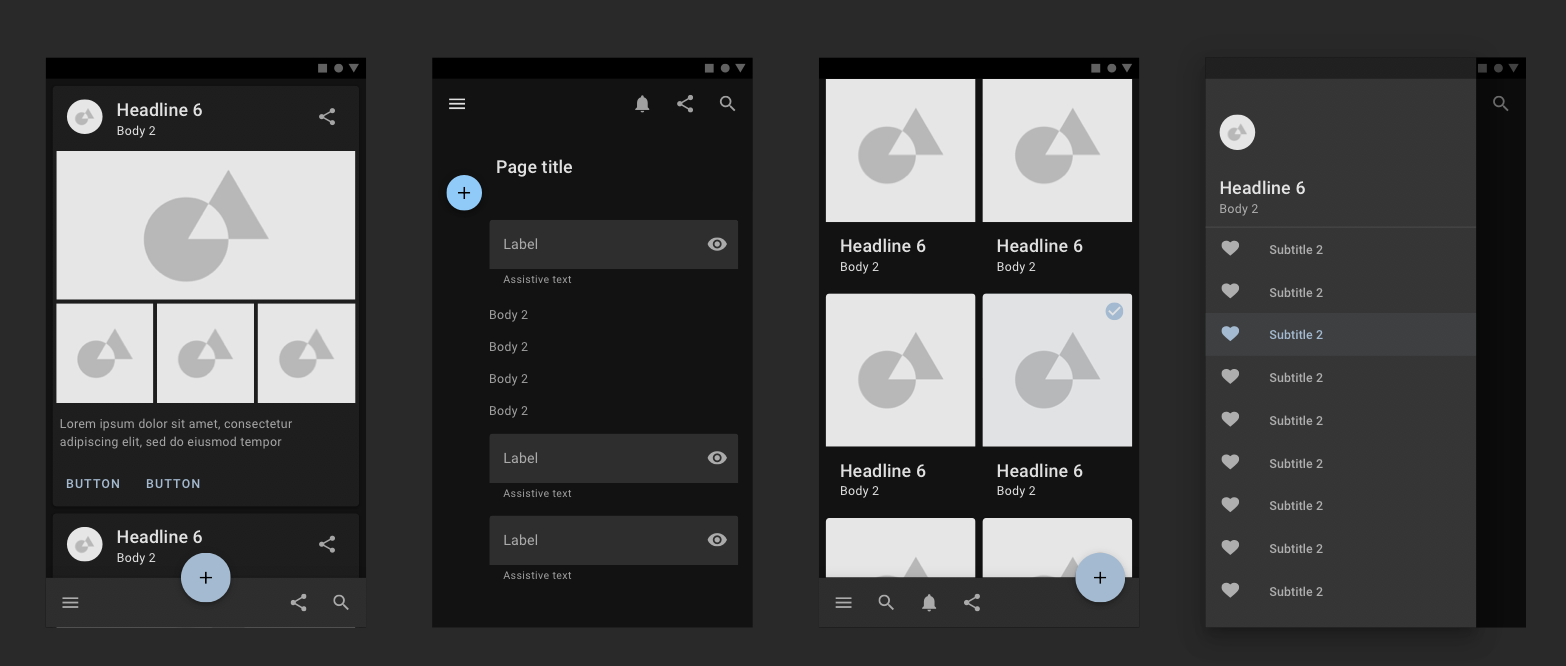 Headline 6
Body 2
Lorem ipsum dolor sit amet, consectetur
adipiscing elit, sed do eiusmod tempor
BUTTON BUTTON
Headline 6
Body 2
Page title
Label
Assistive text
Body 2
Body 2
Body 2
Body 2
Label
Assistive text
Label
Assistive text
Headline 6 Headline 6
Body 2 Body 2
Headline 6 Headline 6
Body 2 Body 2
Headline 6
Body 2
Subtitle 2
Subtitle 2
Subtitle 2
Subtitle 2
Subtitle 2
Subtitle 2
Subtitle 2
Subtitle 2
Subtitle 2